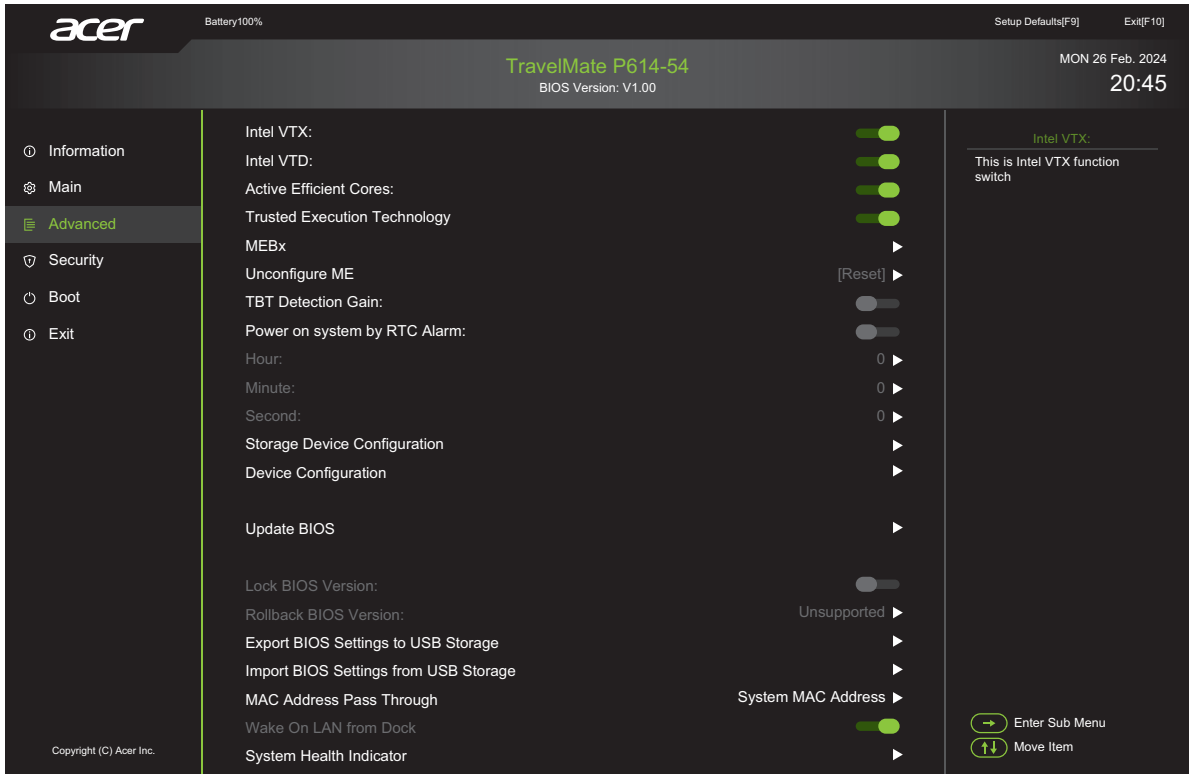 acer
Battery100%
Setup Defaults[F9]
Exit[F10]
TravelMate P614-54
BIOS Version: V1.00
MON 26 Feb. 2024
20:45
Information
Main
Advanced
Security
Boot
Exit
Intel VTX:
Intel VTD:
Active Efficient Cores:
Trusted Execution Technology
MEBx
Unconfigure ME [Reset]
TBT Detection Gain:
Power on system by RTC Alarm:
Hour: 0
Minute: 0
Second: 0
Storage Device Configuration
Device Configuration
Update BIOS
Lock BIOS Version:
Rollback BIOS Version: Unsupported
Export BIOS Settings to USB Storage
Import BIOS Settings from USB Storage
MAC Address Pass Through System MAC Address
Wake On LAN from Dock
System Health Indicator
Intel VTX:
This is Intel VTX function
switch
Enter Sub Menu
Move Item
Copyright (C) Acer Inc.